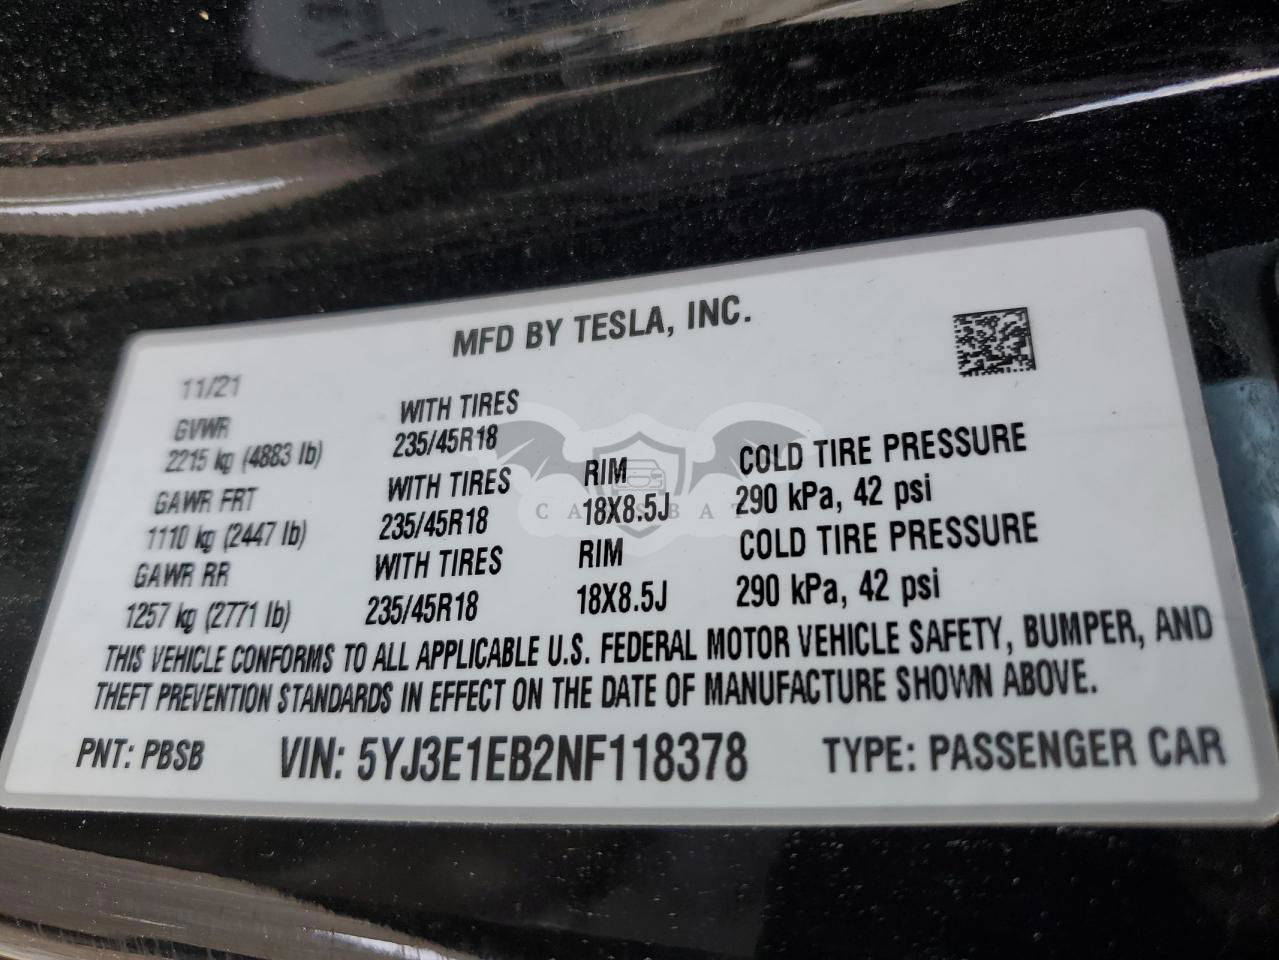 MFD BY TESLA, INC.
11/21
GVWR
2215 kg (4883 lb)
WITH TIRES
235/45R18
GAWR FRT
1110 kg (2447 lb)
WITH TIRES
235/45R18
RIM
18X8.5J
COLD TIRE PRESSURE
290 kPa, 42 psi
GAWR RR
1257 kg (2771 lb)
WITH TIRES
235/45R18
RIM
18X8.5J
COLD TIRE PRESSURE
290 kPa, 42 psi
THIS VEHICLE CONFORMS TO ALL APPLICABLE U.S. FEDERAL MOTOR VEHICLE SAFETY, BUMPER, AND
THEFT PREVENTION STANDARDS IN EFFECT ON THE DATE OF MANUFACTURE SHOWN ABOVE.
PNT: PBSB VIN: 5YJ3E1EB2NF118378 TYPE: PASSENGER CAR